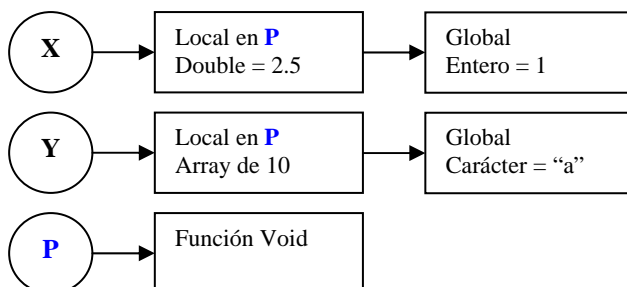 X
Local en P
Double = 2.5
Global
Entero = 1
Y
Local en P
Array de 10
Global
Carácter = “a”
P
Función Void